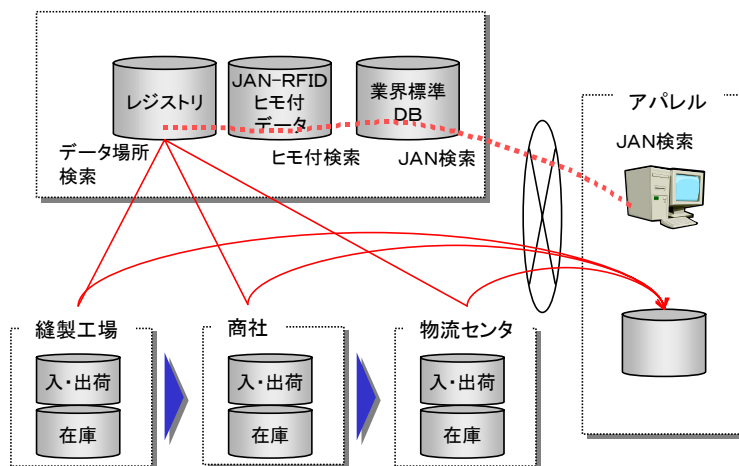 レジストリ
JAN-RFID
ヒモ付
データ
業界標準
DB
データ場所
検索
ヒモ付検索
JAN検索
アパレル
JAN検索
縫製工場
商社
物流センタ
入・出荷
入・出荷
入・出荷
在庫
在庫
在庫